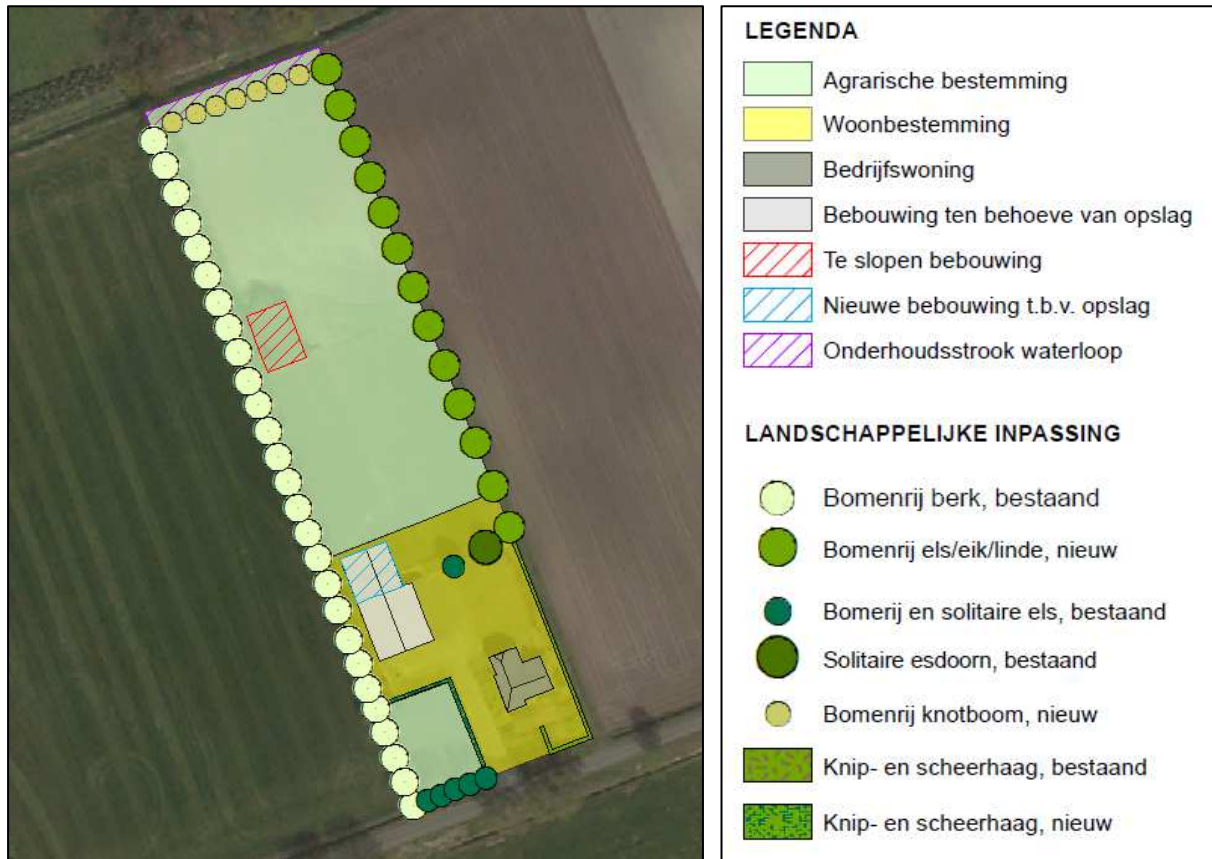 LEGENDA
Agrarische bestemming
Woonbestemming
Bedrijfswoning
Bebouwing ten behoeve van opslag
Te slopen bebouwing
Nieuwe bebouwing t.b.v. opslag
Onderhoudsstrook waterloop
LANDSCHAPPELIJKE INPASSING
Bomenrij berk, bestaand
Bomenrij els/eik/linde, nieuw
Bomerij en solitaire els, bestaand
Solitaire esdoorn, bestaand
Bomenrij knotboom, nieuw
Knip- en scheerhaag, bestaand
Knip- en scheerhaag, nieuw